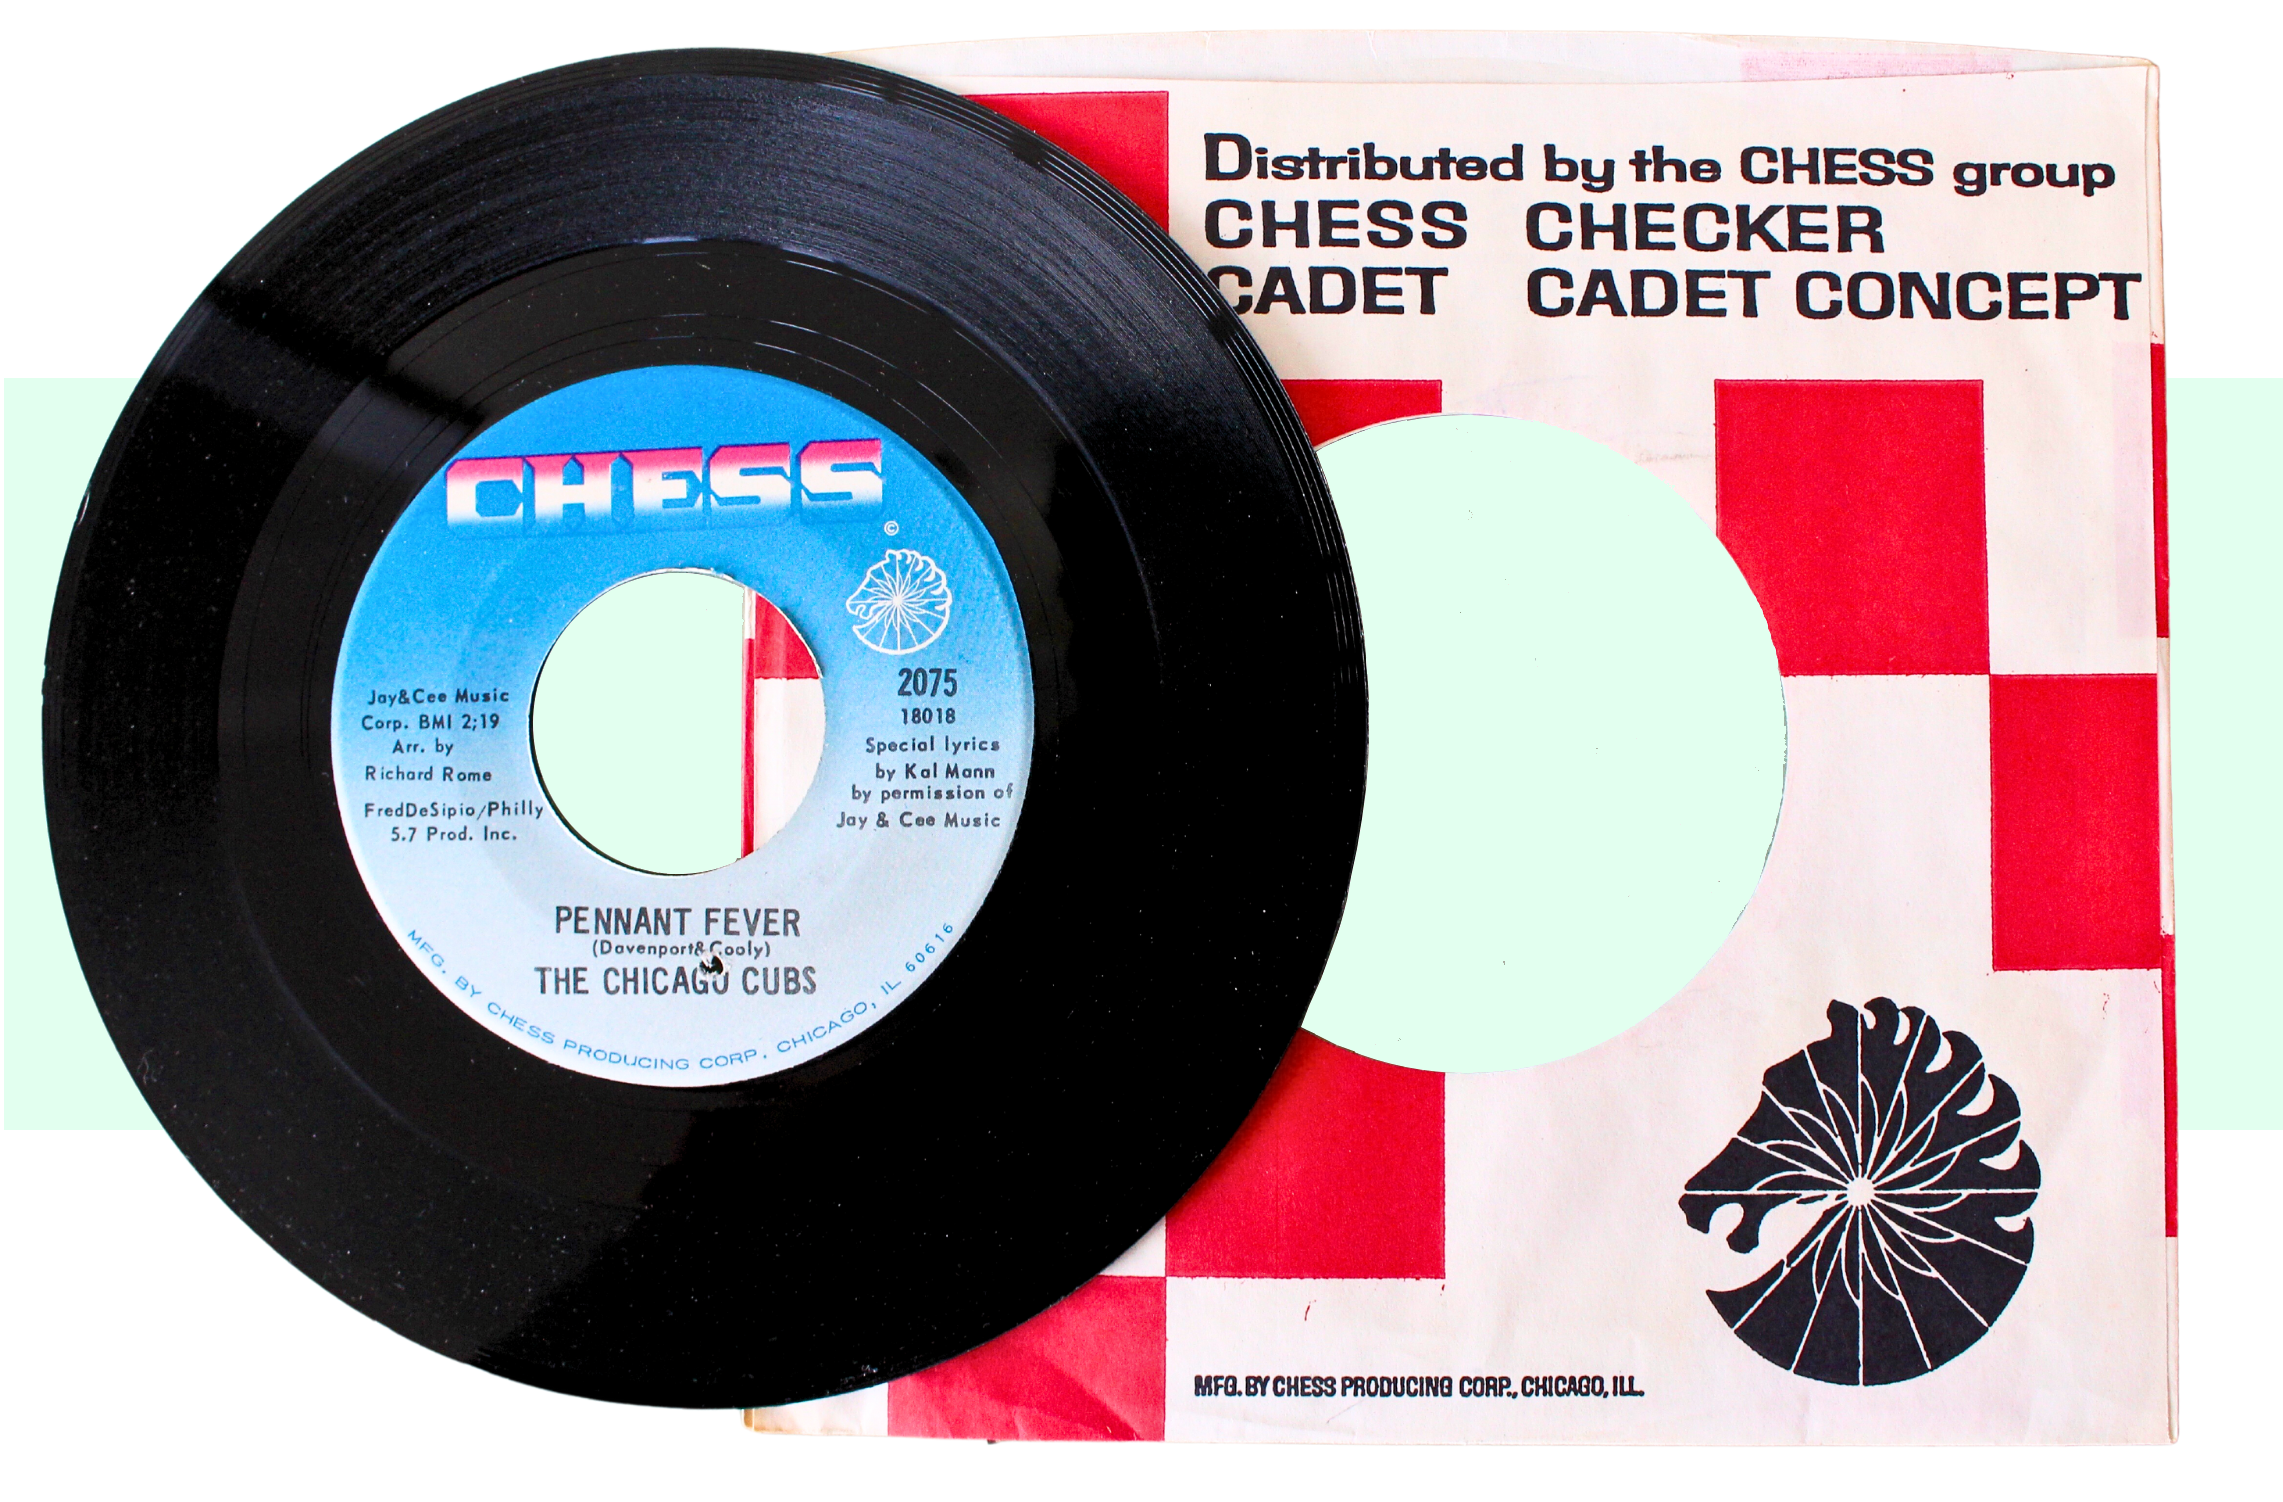 CHESS
©
2075
18018
Special lyrics
by Kal Mann
by permission of
Jay & Cee Music
Jay&Cee Music
Corp. BMI 2;19
Arr. by
Richard Rome
FredDeSipio/Philly
5.7 Prod. Inc.
PENNANT FEVER
(Davenport& Cooly)
THE CHICAGO CUBS
MFG. BY CHESS PRODUCING CORP. CHICAGO, IL 60616
Distributed by the CHESS group
CHESS CHECKER
CADET CADET CONCEPT
MFG. BY CHESS PRODUCING CORP., CHICAGO, ILL.